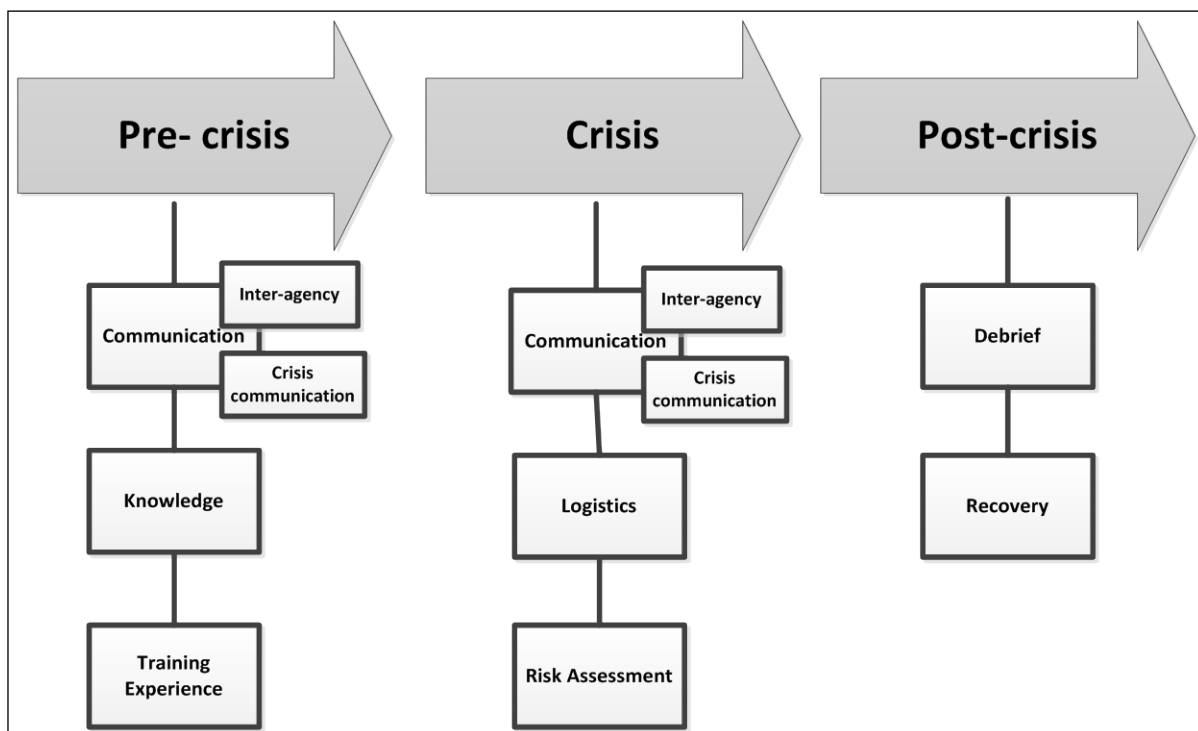 Pre- crisis
Crisis
Post-crisis
Inter-agency
Communication
Crisis
communication
Knowledge
Training
Experience
Inter-agency
Communication
Crisis
communication
Logistics
Risk Assessment
Debrief
Recovery